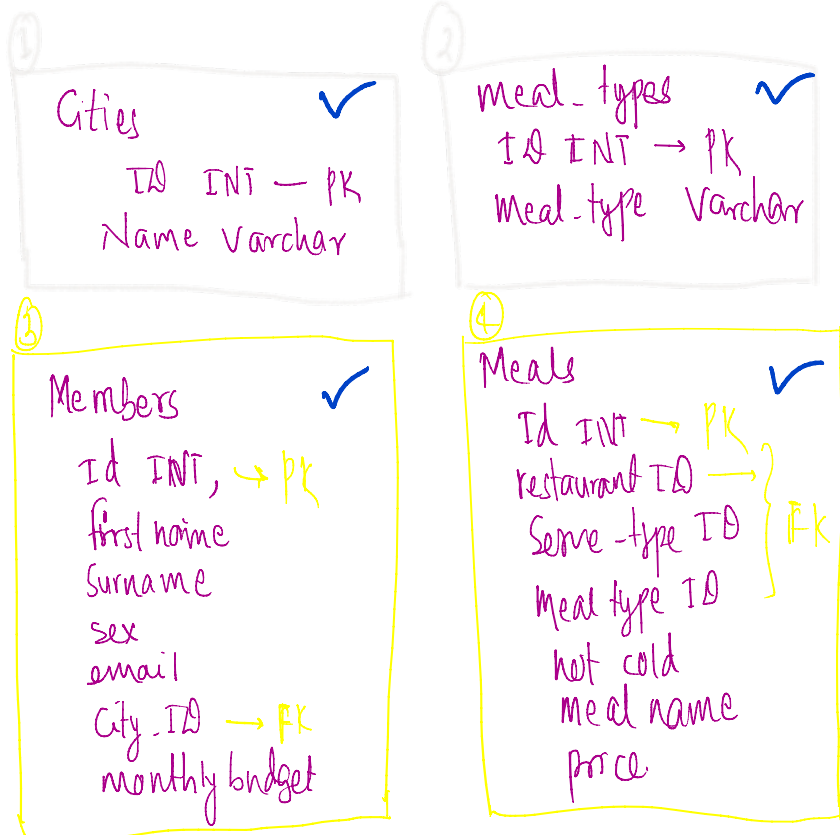 1
Cities
ID INT — PK
Name Varchar
2
meal_types
ID INT → PK
meal_type Varchar
3
Members
Id INT, → PK
first name
Surname
sex
email
City_ID → FK
monthly budget
4
Meals
Id INT → PK
restaurant ID →
Serve_type ID
FK
Meal type ID
hot cold
meal name
price